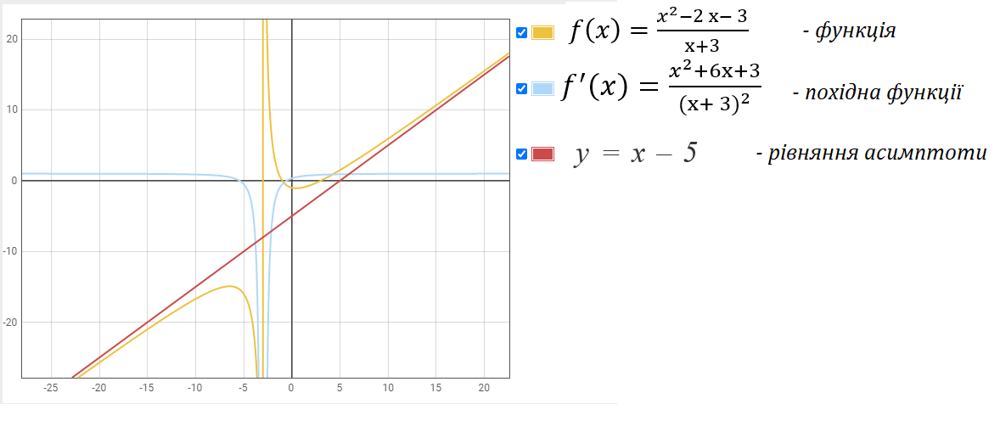 f(x) = (x²−2 x− 3)/(x+3) - функція
f′(x) = (x²+6x+3)/(x+ 3)² - похідна функції
y = x − 5 - рівняння асимптоти
20
10
0
-10
-20
-25 -20 -15 -10 -5 0 5 10 15 20